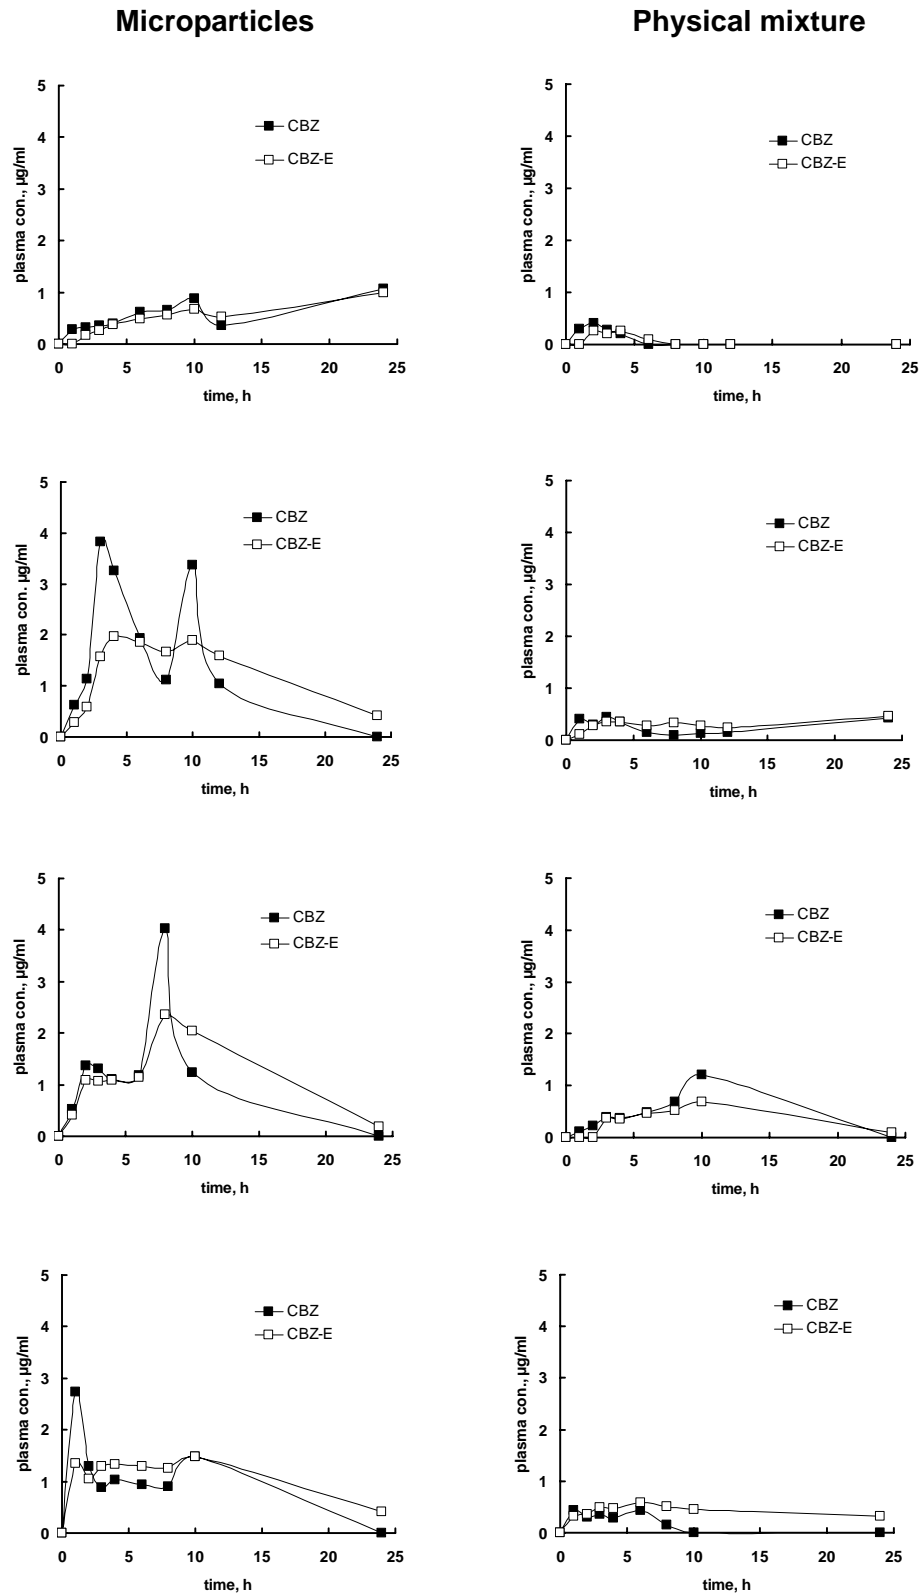 Microparticles
Physical mixture
5
4
3
2
1
0
plasma con., µg/ml
CBZ
CBZ-E
0 5 10 15 20 25
time, h
5
4
3
2
1
0
plasma con., µg/ml
CBZ
CBZ-E
0 5 10 15 20 25
time, h
5
4
3
2
1
0
plasma con. µg/ml
CBZ
CBZ-E
0 5 10 15 20 25
time, h
5
4
3
2
1
0
plasma con., µg/ml
CBZ
CBZ-E
0 5 10 15 20 25
time, h
5
4
3
2
1
0
plasma con., µg/ml
CBZ
CBZ-E
0 5 10 15 20 25
time, h
5
4
3
2
1
0
plasma con., µg/ml
CBZ
CBZ-E
0 5 10 15 20 25
time, h
5
4
3
2
1
0
plasma con., µg/ml
CBZ
CBZ-E
0 5 10 15 20 25
time, h
5
4
3
2
1
0
plasma con., µg/ml
CBZ
CBZ-E
0 5 10 15 20 25
time, h